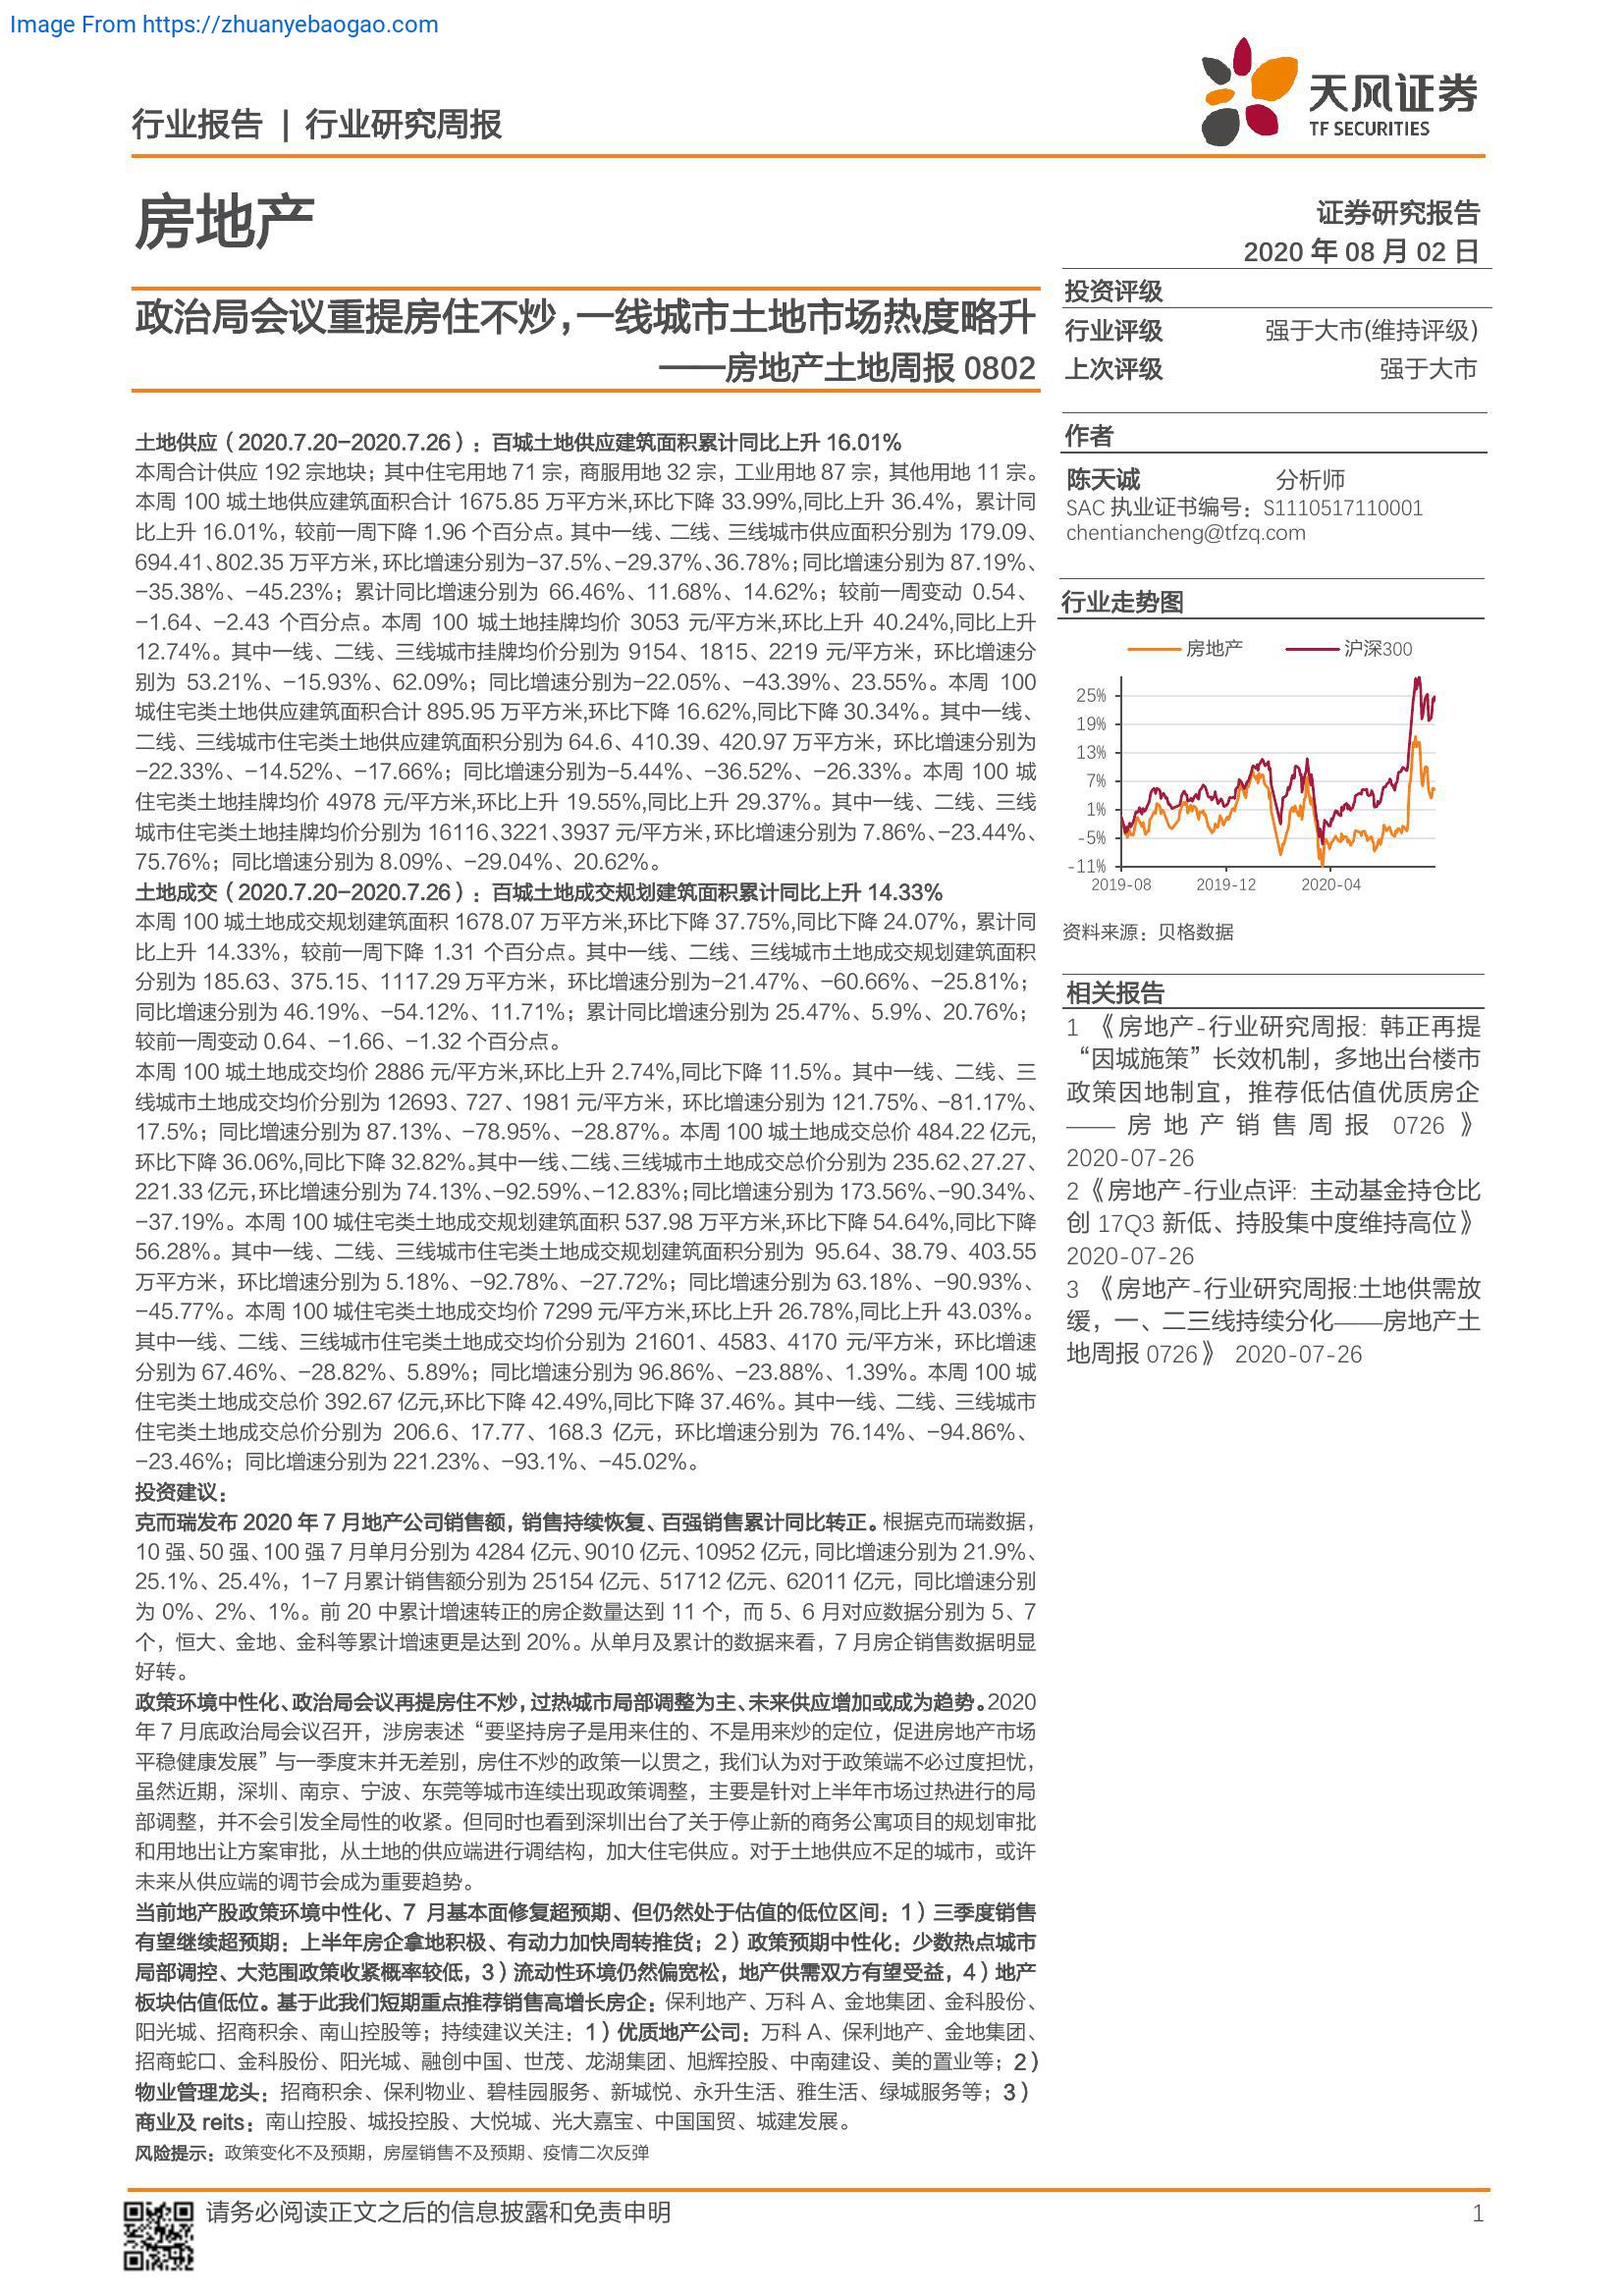 Image From https://zhuanyebaogao.com
天风证券
TF SECURITIES
行业报告 | 行业研究周报
房地产
证券研究报告
2020 年 08 月 02 日
政治局会议重提房住不炒，一线城市土地市场热度略升
——房地产土地周报 0802
投资评级
行业评级 强于大市(维持评级)
上次评级 强于大市
土地供应（2020.7.20-2020.7.26）：百城土地供应建筑面积累计同比上升 16.01%
本周合计供应 192 宗地块；其中住宅用地 71 宗，商服用地 32 宗，工业用地 87 宗，其他用地 11 宗。
本周 100 城土地供应建筑面积合计 1675.85 万平方米,环比下降 33.99%,同比上升 36.4%，累计同
比上升 16.01%，较前一周下降 1.96 个百分点。其中一线、二线、三线城市供应面积分别为 179.09、
694.41、802.35 万平方米，环比增速分别为-37.5%、-29.37%、36.78%；同比增速分别为 87.19%、
-35.38%、-45.23%；累计同比增速分别为 66.46%、11.68%、14.62%；较前一周变动 0.54、
-1.64、-2.43 个百分点。本周 100 城土地挂牌均价 3053 元/平方米,环比上升 40.24%,同比上升
12.74%。其中一线、二线、三线城市挂牌均价分别为 9154、1815、2219 元/平方米，环比增速分
别为 53.21%、-15.93%、62.09%；同比增速分别为-22.05%、-43.39%、23.55%。本周 100
城住宅类土地供应建筑面积合计 895.95 万平方米,环比下降 16.62%,同比下降 30.34%。其中一线、
二线、三线城市住宅类土地供应建筑面积分别为 64.6、410.39、420.97 万平方米，环比增速分别为
-22.33%、-14.52%、-17.66%；同比增速分别为-5.44%、-36.52%、-26.33%。本周 100 城
住宅类土地挂牌均价 4978 元/平方米,环比上升 19.55%,同比上升 29.37%。其中一线、二线、三线
城市住宅类土地挂牌均价分别为 16116、3221、3937 元/平方米，环比增速分别为 7.86%、-23.44%、
75.76%；同比增速分别为 8.09%、-29.04%、20.62%。
土地成交（2020.7.20-2020.7.26）：百城土地成交规划建筑面积累计同比上升 14.33%
本周 100 城土地成交规划建筑面积 1678.07 万平方米,环比下降 37.75%,同比下降 24.07%，累计同
比上升 14.33%，较前一周下降 1.31 个百分点。其中一线、二线、三线城市土地成交规划建筑面积
分别为 185.63、375.15、1117.29 万平方米，环比增速分别为-21.47%、-60.66%、-25.81%；
同比增速分别为 46.19%、-54.12%、11.71%；累计同比增速分别为 25.47%、5.9%、20.76%；
较前一周变动 0.64、-1.66、-1.32 个百分点。
本周 100 城土地成交均价 2886 元/平方米,环比上升 2.74%,同比下降 11.5%。其中一线、二线、三
线城市土地成交均价分别为 12693、727、1981 元/平方米，环比增速分别为 121.75%、-81.17%、
17.5%；同比增速分别为 87.13%、-78.95%、-28.87%。本周 100 城土地成交总价 484.22 亿元,
环比下降 36.06%,同比下降 32.82%。其中一线、二线、三线城市土地成交总价分别为 235.62、27.27、
221.33 亿元，环比增速分别为 74.13%、-92.59%、-12.83%；同比增速分别为 173.56%、-90.34%、
-37.19%。本周 100 城住宅类土地成交规划建筑面积 537.98 万平方米,环比下降 54.64%,同比下降
56.28%。其中一线、二线、三线城市住宅类土地成交规划建筑面积分别为 95.64、38.79、403.55
万平方米，环比增速分别为 5.18%、-92.78%、-27.72%；同比增速分别为 63.18%、-90.93%、
-45.77%。本周 100 城住宅类土地成交均价 7299 元/平方米,环比上升 26.78%,同比上升 43.03%。
其中一线、二线、三线城市住宅类土地成交均价分别为 21601、4583、4170 元/平方米，环比增速
分别为 67.46%、-28.82%、5.89%；同比增速分别为 96.86%、-23.88%、1.39%。本周 100 城
住宅类土地成交总价 392.67 亿元,环比下降 42.49%,同比下降 37.46%。其中一线、二线、三线城市
住宅类土地成交总价分别为 206.6、17.77、168.3 亿元，环比增速分别为 76.14%、-94.86%、
-23.46%；同比增速分别为 221.23%、-93.1%、-45.02%。
投资建议：
克而瑞发布 2020 年 7 月地产公司销售额，销售持续恢复、百强销售累计同比转正。根据克而瑞数据，
10 强、50 强、100 强 7 月单月分别为 4284 亿元、9010 亿元、10952 亿元，同比增速分别为 21.9%、
25.1%、25.4%，1-7 月累计销售额分别为 25154 亿元、51712 亿元、62011 亿元，同比增速分别
为 0%、2%、1%。前 20 中累计增速转正的房企数量达到 11 个，而 5、6 月对应数据分别为 5、7
个，恒大、金地、金科等累计增速更是达到 20%。从单月及累计的数据来看，7 月房企销售数据明显
好转。
政策环境中性化、政治局会议再提房住不炒，过热城市局部调整为主、未来供应增加或成为趋势。2020
年 7 月底政治局会议召开，涉房表述“要坚持房子是用来住的、不是用来炒的定位，促进房地产市场
平稳健康发展”与一季度末并无差别，房住不炒的政策一以贯之，我们认为对于政策端不必过度担忧，
虽然近期，深圳、南京、宁波、东莞等城市连续出现政策调整，主要是针对上半年市场过热进行的局
部调整，并不会引发全局性的收紧。但同时也看到深圳出台了关于停止新的商务公寓项目的规划审批
和用地出让方案审批，从土地的供应端进行调结构，加大住宅供应。对于土地供应不足的城市，或许
未来从供应端的调节会成为重要趋势。
当前地产股政策环境中性化、7 月基本面修复超预期、但仍然处于估值的低位区间：1）三季度销售
有望继续超预期：上半年房企拿地积极、有动力加快周转推货；2）政策预期中性化：少数热点城市
局部调控、大范围政策收紧概率较低，3）流动性环境仍然偏宽松，地产供需双方有望受益，4）地产
板块估值低位。基于此我们短期重点推荐销售高增长房企：保利地产、万科 A、金地集团、金科股份、
阳光城、招商积余、南山控股等；持续建议关注：1）优质地产公司：万科 A、保利地产、金地集团、
招商蛇口、金科股份、阳光城、融创中国、世茂、龙湖集团、旭辉控股、中南建设、美的置业等；2）
物业管理龙头：招商积余、保利物业、碧桂园服务、新城悦、永升生活、雅生活、绿城服务等；3）
商业及 reits：南山控股、城投控股、大悦城、光大嘉宝、中国国贸、城建发展。
风险提示：政策变化不及预期，房屋销售不及预期、疫情二次反弹
作者
陈天诚 分析师
SAC 执业证书编号：S1110517110001
chentiancheng@tfzq.com
行业走势图
房地产 沪深300
25%
19%
13%
7%
1%
-5%
-11%
2019-08 2019-12 2020-04
资料来源：贝格数据
相关报告
1 《房地产-行业研究周报: 韩正再提
“因城施策”长效机制，多地出台楼市
政策因地制宜，推荐低估值优质房企
——房地产销售周报 0726》
2020-07-26
2《房地产-行业点评: 主动基金持仓比
创 17Q3 新低、持股集中度维持高位》
2020-07-26
3 《房地产-行业研究周报:土地供需放
缓，一、二三线持续分化——房地产土
地周报 0726》 2020-07-26
请务必阅读正文之后的信息披露和免责申明
1